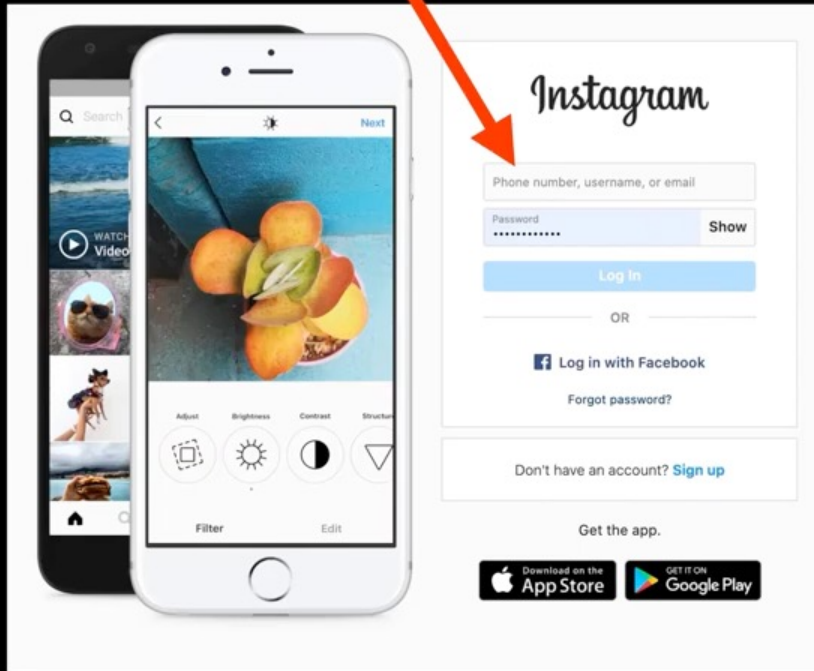 Search
WATCH
Video
Next
Adjust Brightness Contrast Structure
Filter Edit
Instagram
Phone number, username, or email
Password
•••••••••••• Show
Log In
OR
Log in with Facebook
Forgot password?
Don't have an account? Sign up
Get the app.
Download on the
App Store
GET IT ON
Google Play